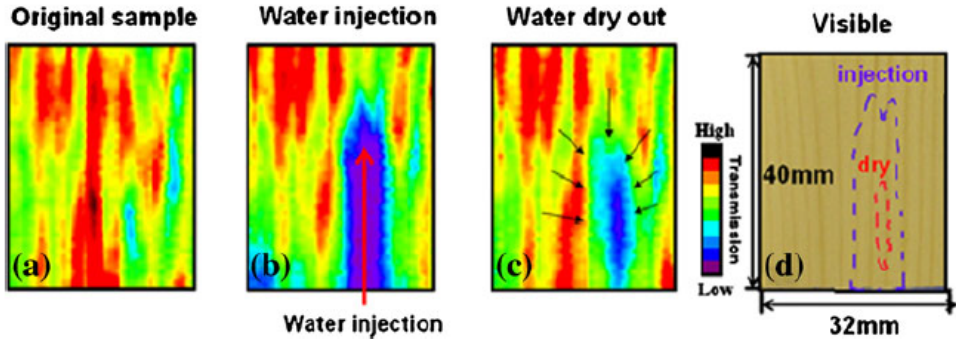 Original sample
Water injection
Water dry out
Visible
(a)
(b)
(c)
(d)
Water injection
High
Transmission
Low
injection
dry
40mm
32mm